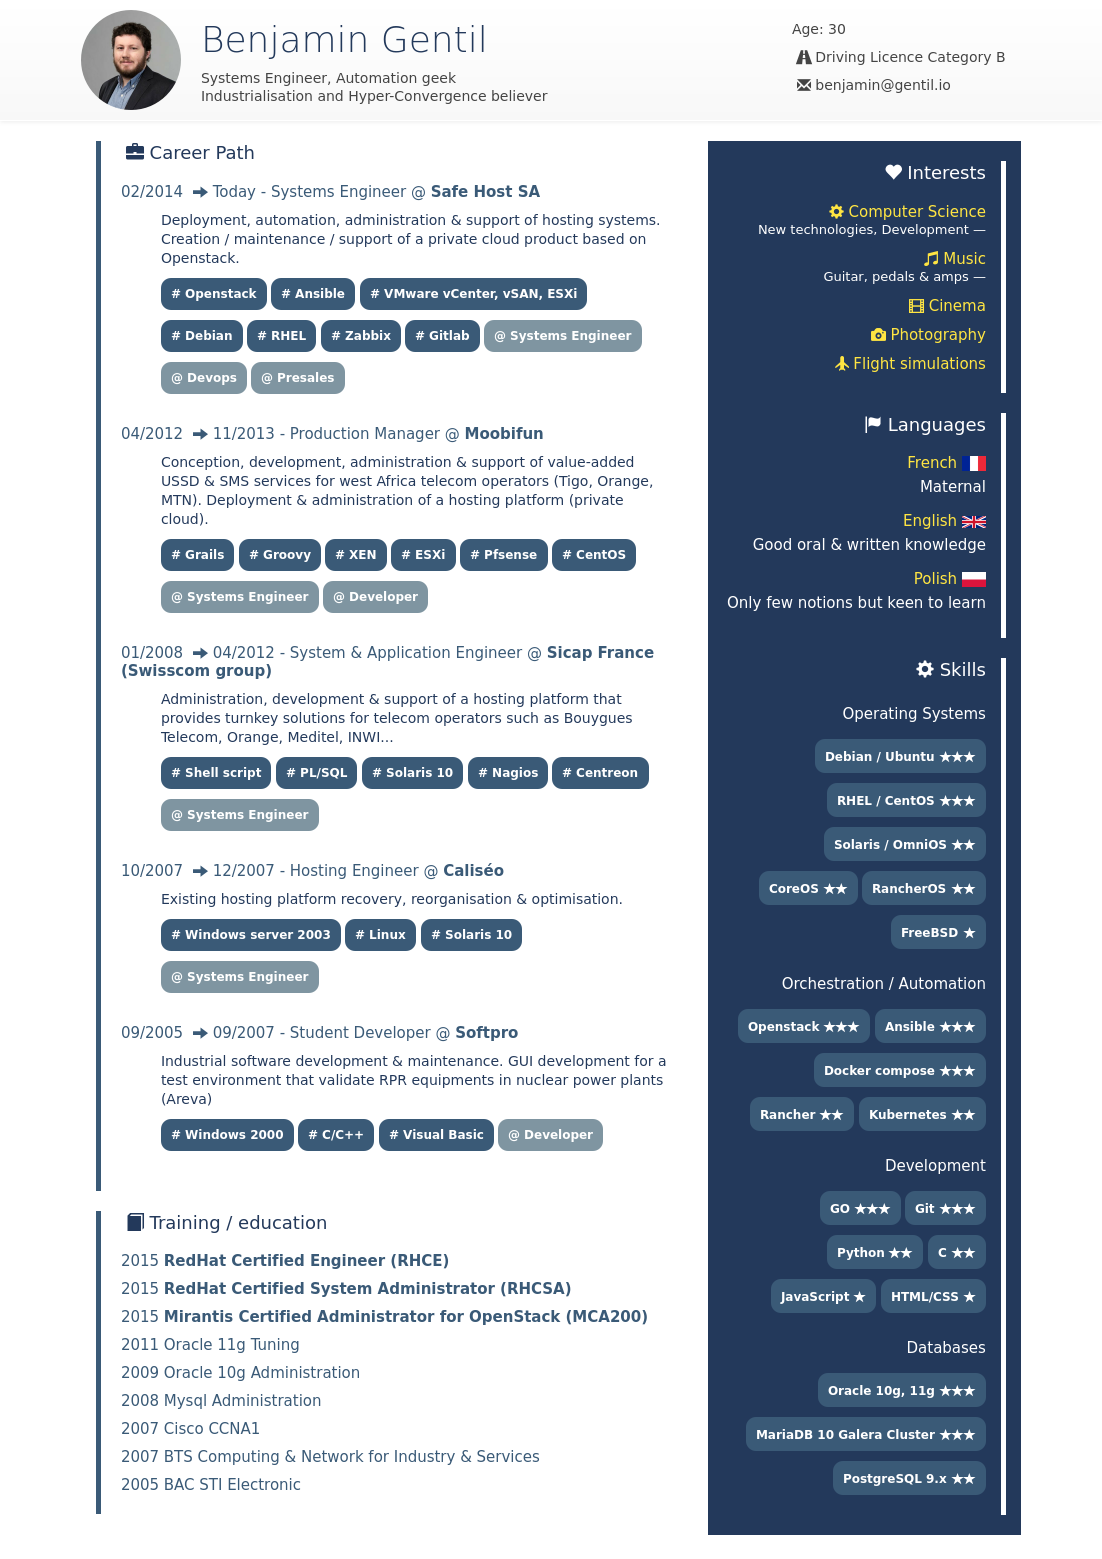 Benjamin Gentil
Systems Engineer, Automation geek
Industrialisation and Hyper-Convergence believer
Age: 30
Driving Licence Category B
benjamin@gentil.io
Career Path
02/2014 → Today - Systems Engineer @ Safe Host SA
Deployment, automation, administration & support of hosting systems.
Creation / maintenance / support of a private cloud product based on
Openstack.
# Openstack # Ansible # VMware vCenter, vSAN, ESXi
# Debian # RHEL # Zabbix # Gitlab @ Systems Engineer
@ Devops @ Presales
04/2012 → 11/2013 - Production Manager @ Moobifun
Conception, development, administration & support of value-added
USSD & SMS services for west Africa telecom operators (Tigo, Orange,
MTN). Deployment & administration of a hosting platform (private
cloud).
# Grails # Groovy # XEN # ESXi # Pfsense # CentOS
@ Systems Engineer @ Developer
01/2008 → 04/2012 - System & Application Engineer @ Sicap France
(Swisscom group)
Administration, development & support of a hosting platform that
provides turnkey solutions for telecom operators such as Bouygues
Telecom, Orange, Meditel, INWI...
# Shell script # PL/SQL # Solaris 10 # Nagios # Centreon
@ Systems Engineer
10/2007 → 12/2007 - Hosting Engineer @ Caliséo
Existing hosting platform recovery, reorganisation & optimisation.
# Windows server 2003 # Linux # Solaris 10
@ Systems Engineer
09/2005 → 09/2007 - Student Developer @ Softpro
Industrial software development & maintenance. GUI development for a
test environment that validate RPR equipments in nuclear power plants
(Areva)
# Windows 2000 # C/C++ # Visual Basic @ Developer
Training / education
2015 RedHat Certified Engineer (RHCE)
2015 RedHat Certified System Administrator (RHCSA)
2015 Mirantis Certified Administrator for OpenStack (MCA200)
2011 Oracle 11g Tuning
2009 Oracle 10g Administration
2008 Mysql Administration
2007 Cisco CCNA1
2007 BTS Computing & Network for Industry & Services
2005 BAC STI Electronic
Interests
Computer Science
New technologies, Development —
Music
Guitar, pedals & amps —
Cinema
Photography
Flight simulations
Languages
French
Maternal
English
Good oral & written knowledge
Polish
Only few notions but keen to learn
Skills
Operating Systems
Debian / Ubuntu ★★★
RHEL / CentOS ★★★
Solaris / OmniOS ★★
CoreOS ★★ RancherOS ★★
FreeBSD ★
Orchestration / Automation
Openstack ★★★ Ansible ★★★
Docker compose ★★★
Rancher ★★ Kubernetes ★★
Development
GO ★★★ Git ★★★
Python ★★ C ★★
JavaScript ★ HTML/CSS ★
Databases
Oracle 10g, 11g ★★★
MariaDB 10 Galera Cluster ★★★
PostgreSQL 9.x ★★